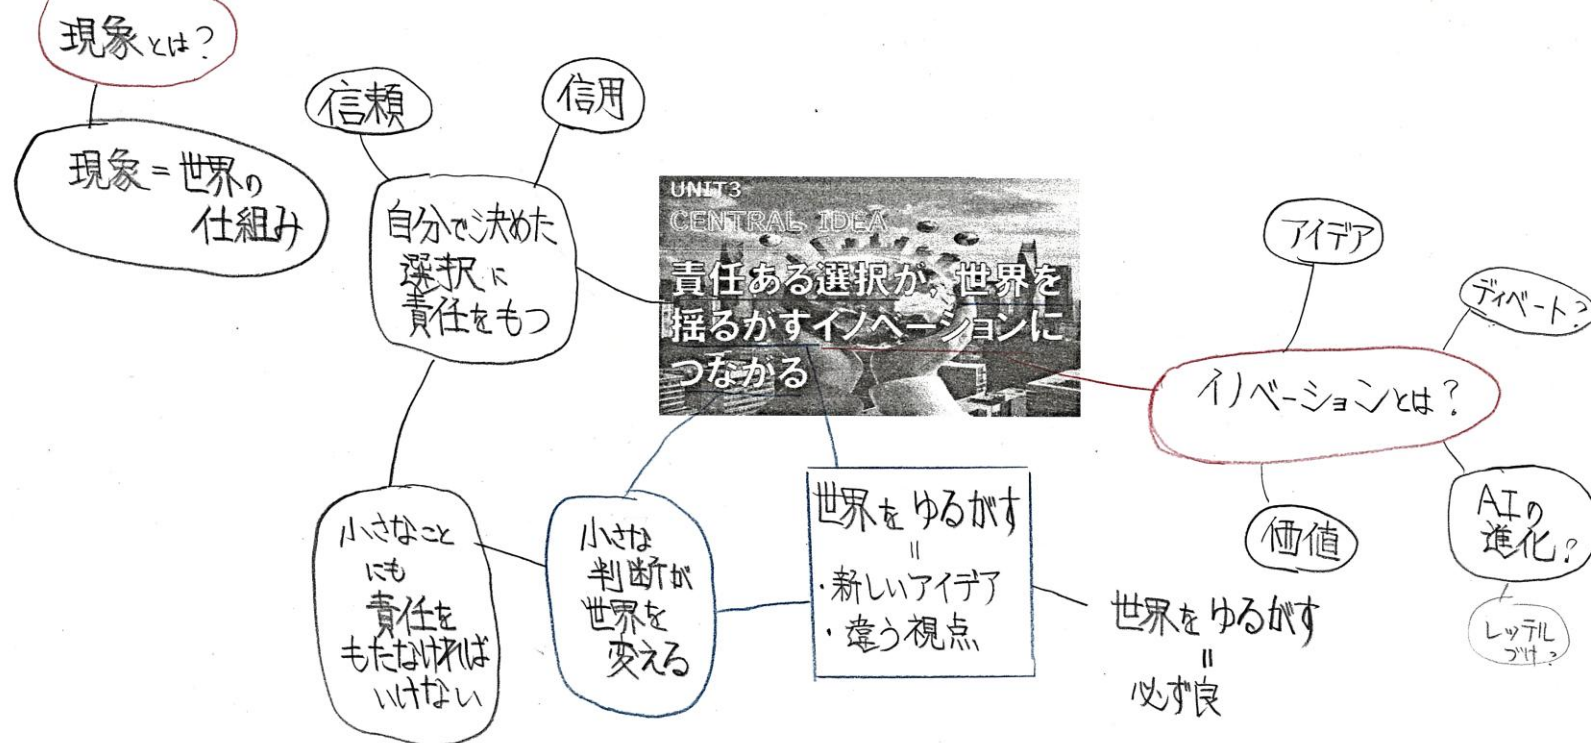 現象とは?
現象=世界の
仕組み
信頼
信用
自分で決めた
選択に
責任をもつ
UNIT3
CENTRAL IDEA
責任ある選択が、世界を
揺るがすイノベーションに
つながる
アイデア
ディベート?
イノベーションとは?
価値
AIの
進化?
レッテル
づけ?
小さなこと
にも
責任を
もたなければ
いけない
小さな
判断が
世界を
変える
世界をゆるがす
=
・新しいアイデア
・違う視点
世界をゆるがす
=
必ず良